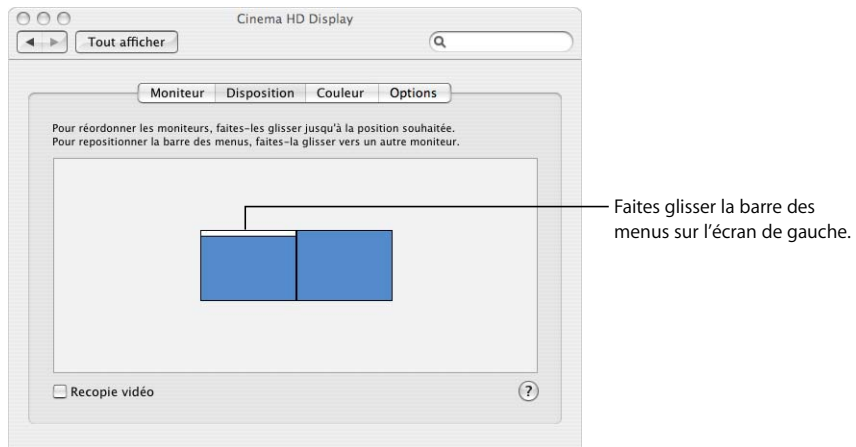 Cinema HD Display
Tout afficher
Moniteur Disposition Couleur Options
Pour réordonner les moniteurs, faites-les glisser jusqu'à la position souhaitée.
Pour repositionner la barre des menus, faites-la glisser vers un autre moniteur.
Faites glisser la barre des
menus sur l’écran de gauche.
Recopie vidéo
?